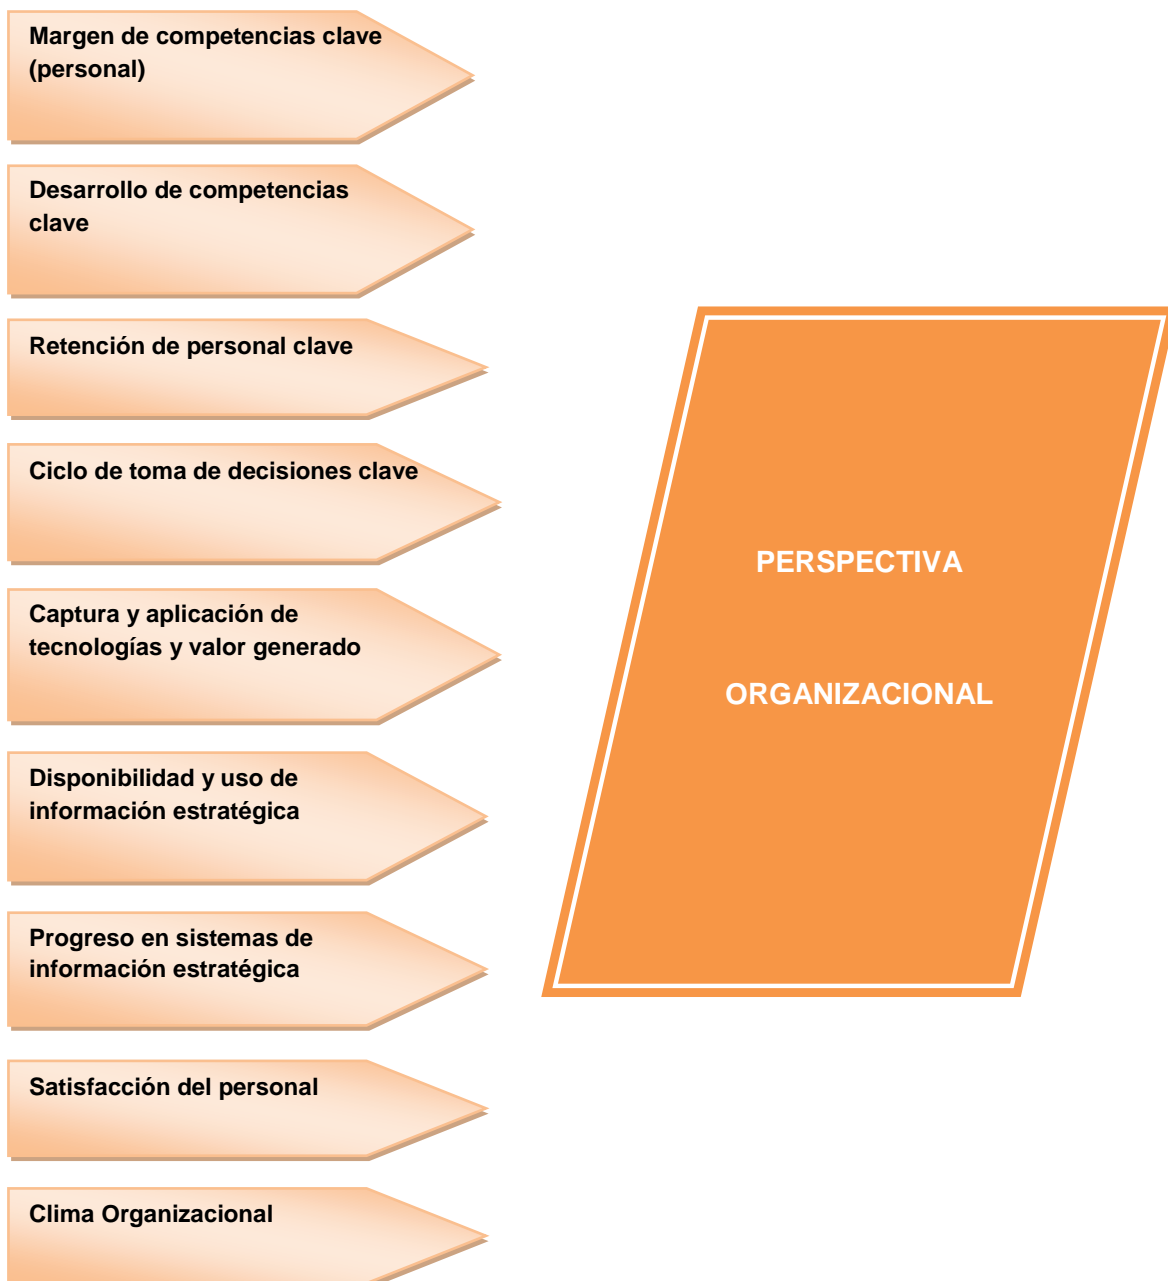 Margen de competencias clave
(personal)
Desarrollo de competencias
clave
Retención de personal clave
Ciclo de toma de decisiones clave
Captura y aplicación de
tecnologías y valor generado
Disponibilidad y uso de
información estratégica
Progreso en sistemas de
información estratégica
Satisfacción del personal
Clima Organizacional
PERSPECTIVA
ORGANIZACIONAL